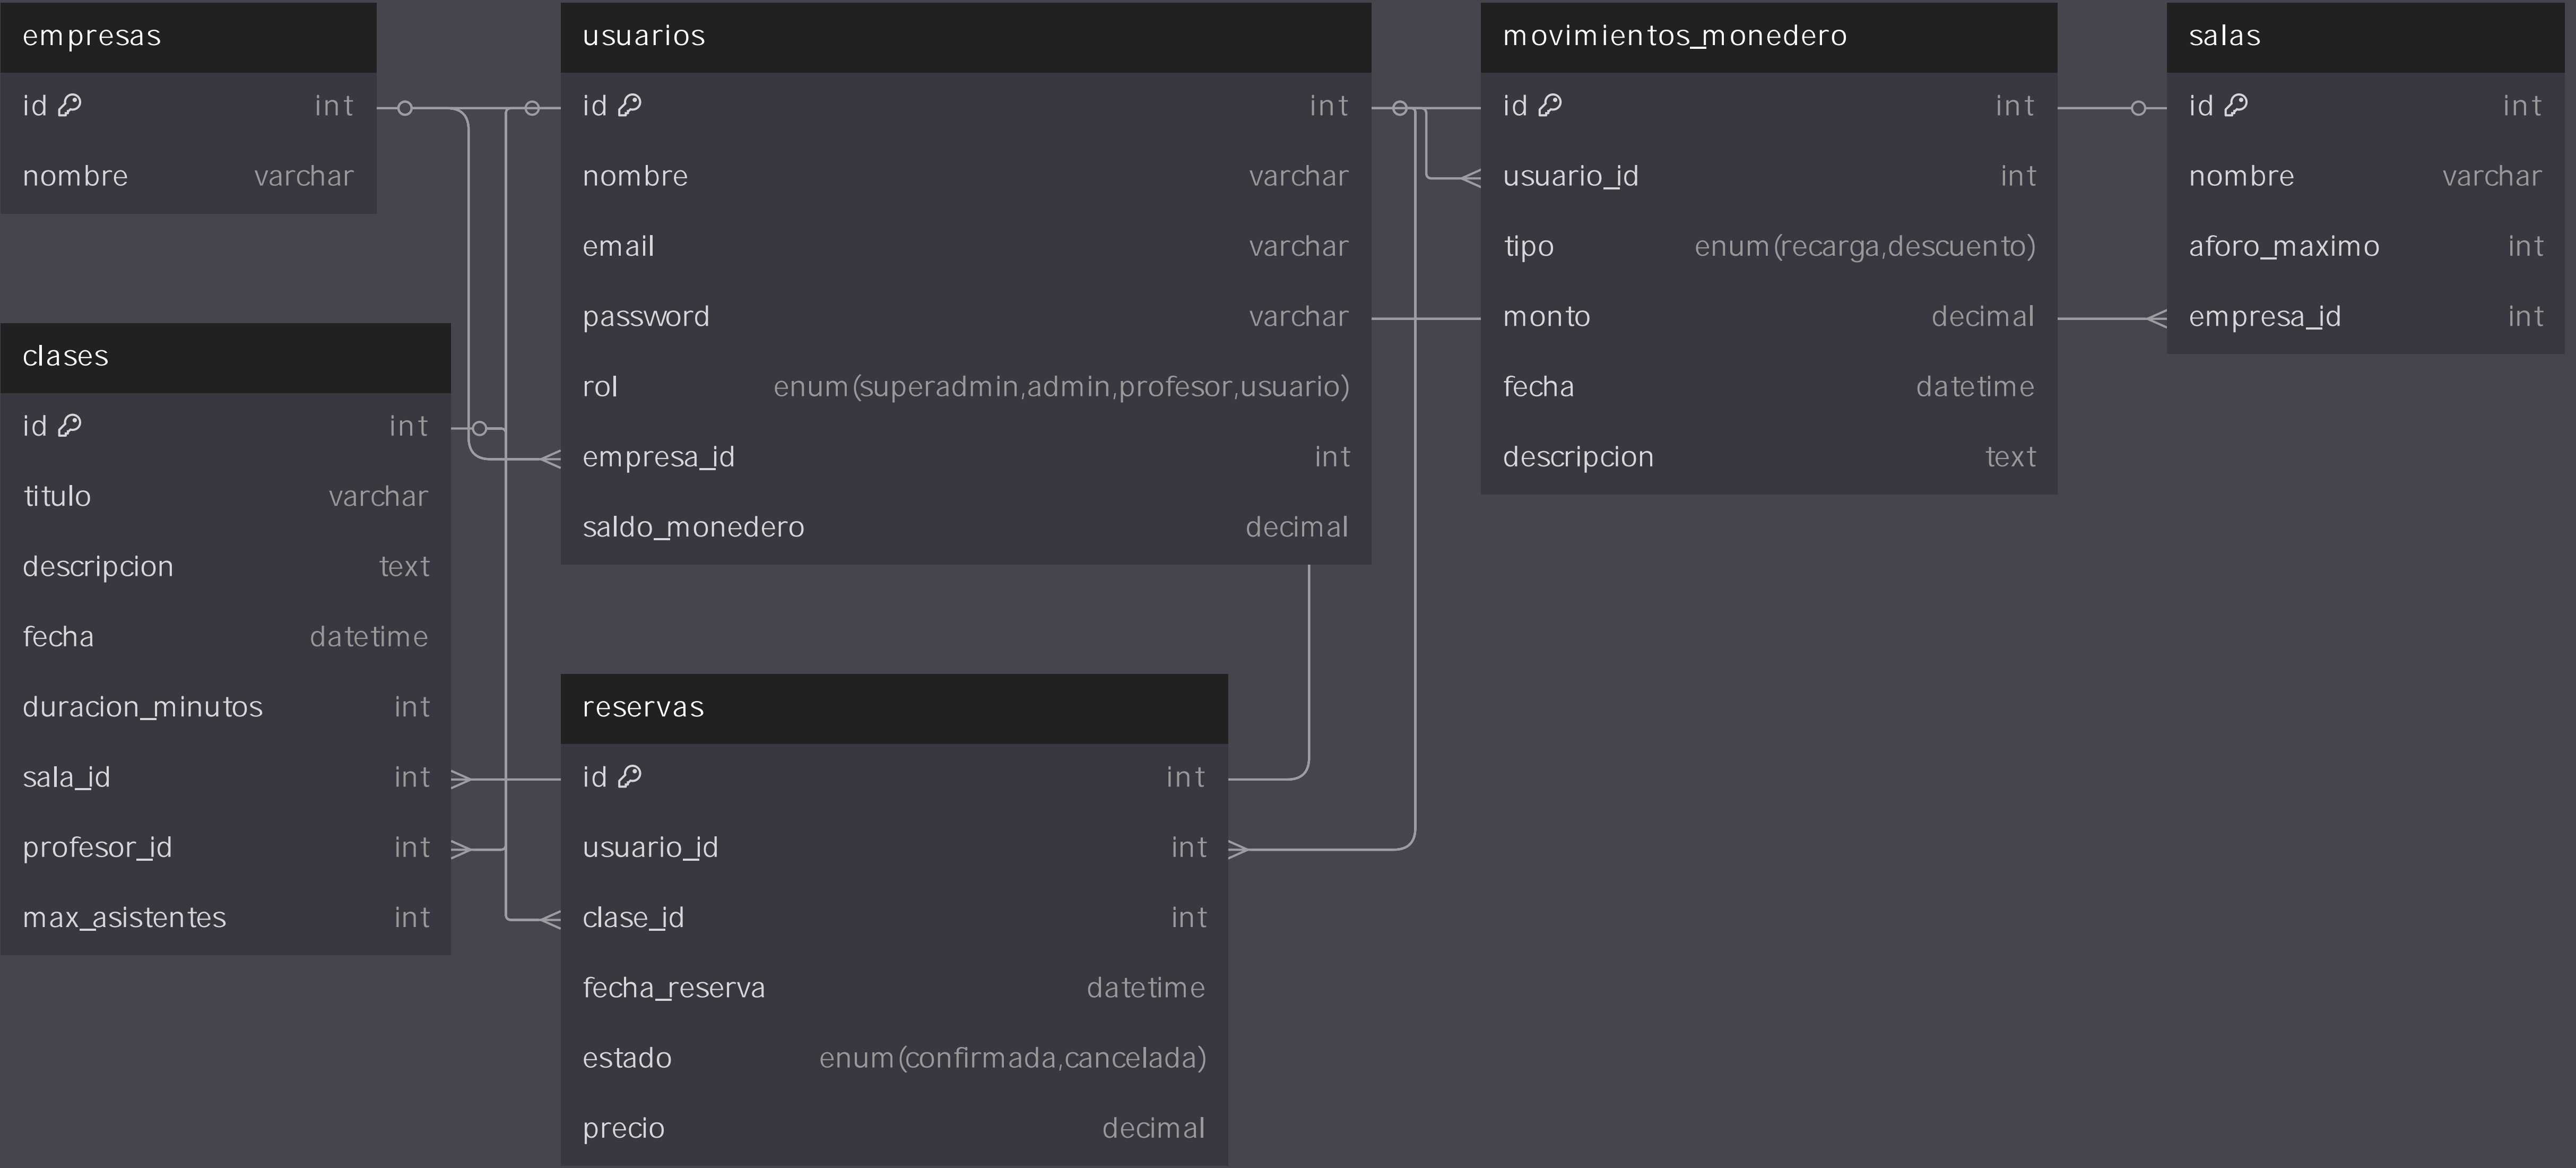 empresas
id int
nombre varchar
usuarios
id int
nombre varchar
email varchar
password varchar
rol enum(superadmin,admin,profesor,usuario)
empresa_id int
saldo_monedero decimal
movimientos_monedero
id int
usuario_id int
tipo enum(recarga,descuento)
monto decimal
fecha datetime
descripcion text
salas
id int
nombre varchar
aforo_maximo int
empresa_id int
clases
id int
titulo varchar
descripcion text
fecha datetime
duracion_minutos int
sala_id int
profesor_id int
max_asistentes int
reservas
id int
usuario_id int
clase_id int
fecha_reserva datetime
estado enum(confirmada,cancelada)
precio decimal